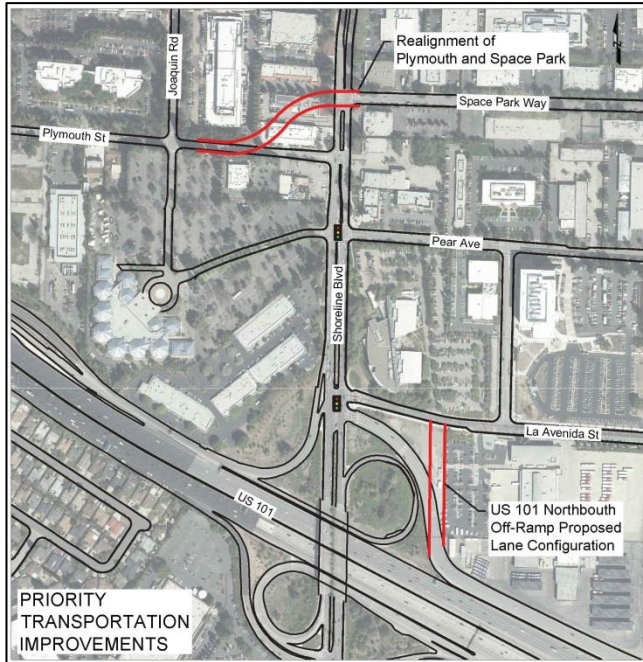 Realignment of
Plymouth and Space Park
Joaquin Rd
Space Park Way
Plymouth St
Pear Ave
Shoreline Blvd
La Avenida St
US 101
US 101 Northbouth
Off-Ramp Proposed
Lane Configuration
PRIORITY
TRANSPORTATION
IMPROVEMENTS